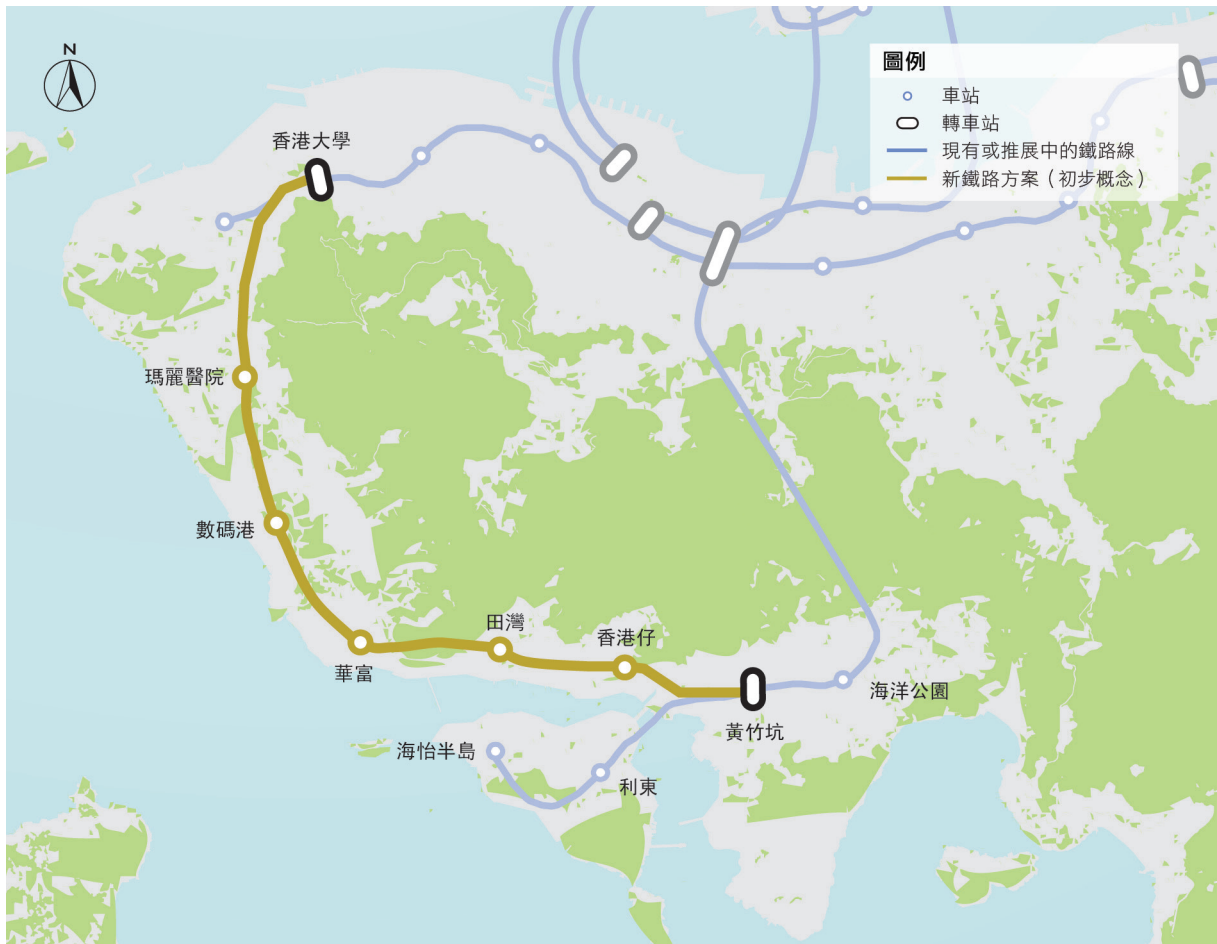 N
圖例
車站
轉車站
現有或推展中的鐵路線
新鐵路方案（初步概念）
香港大學
瑪麗醫院
數碼港
華富
田灣
香港仔
黃竹坑
海洋公園
海怡半島
利東